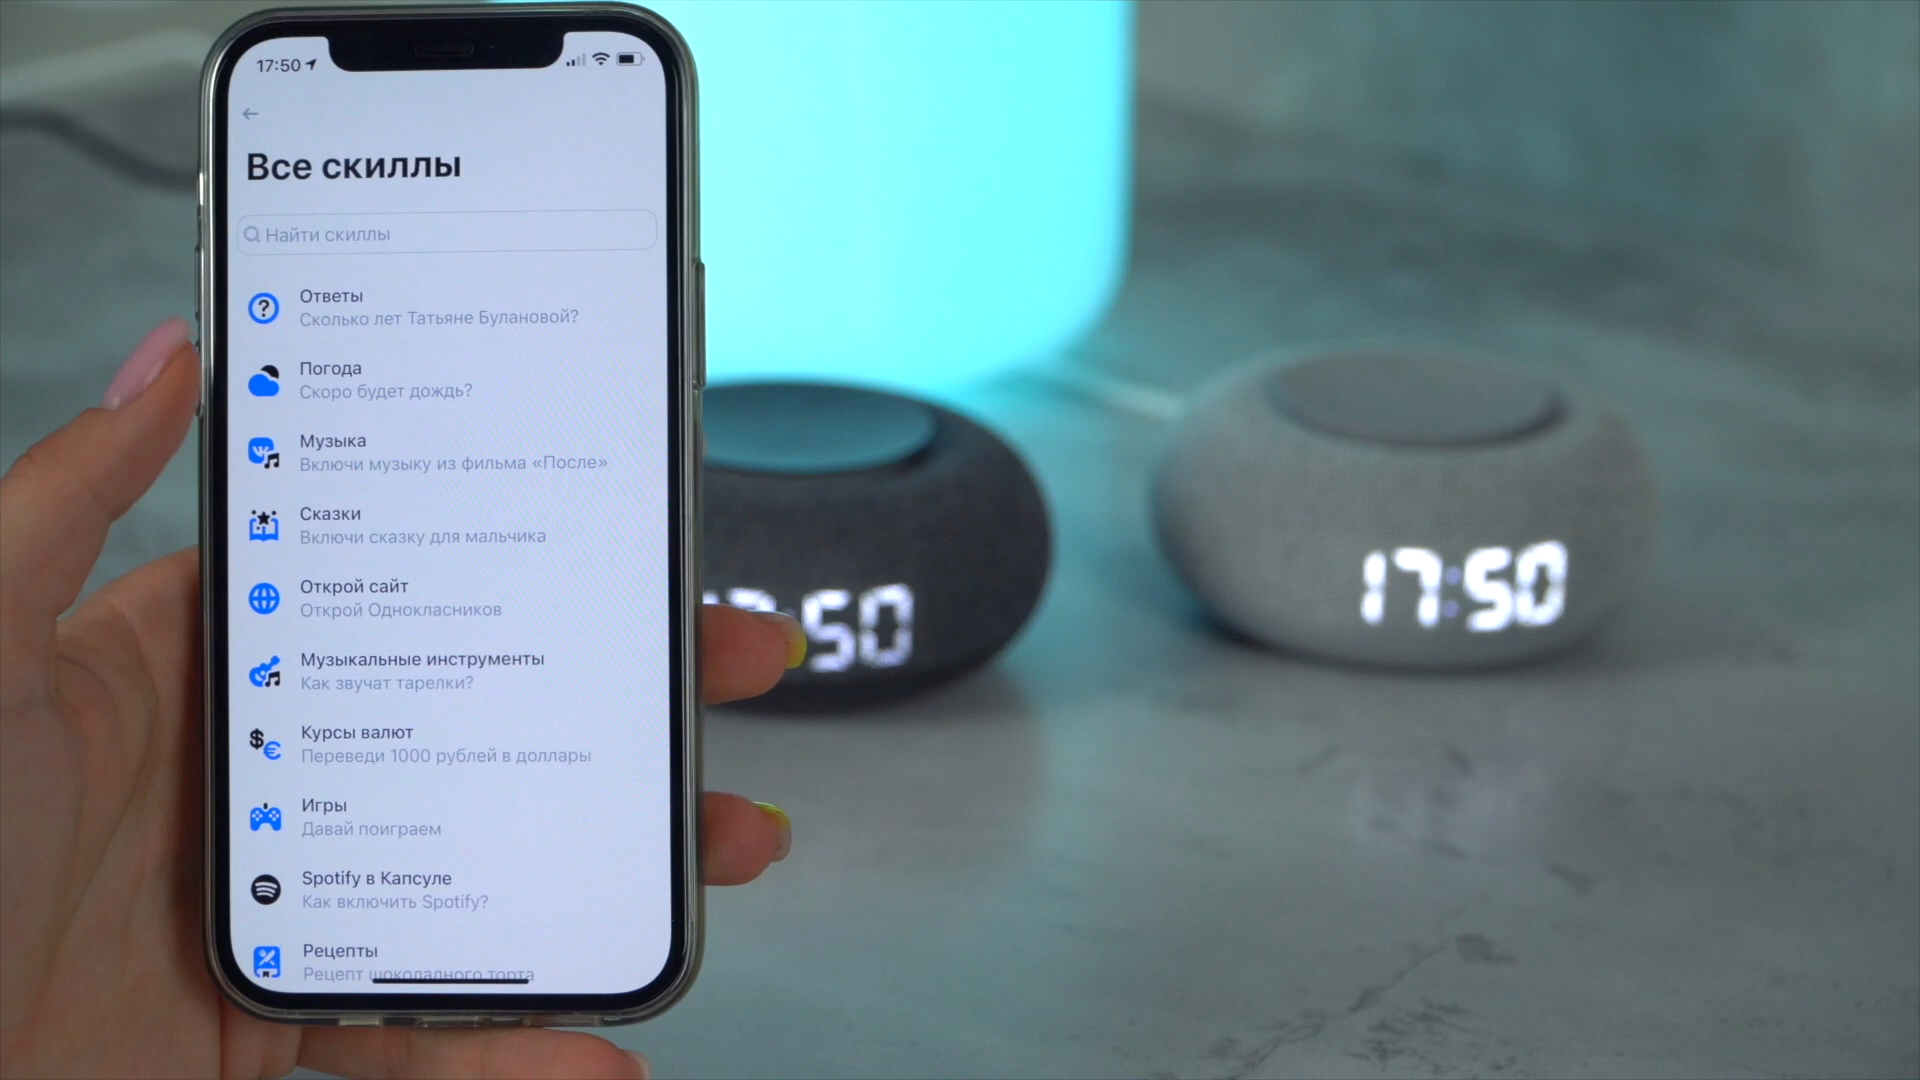 17:50
Все скиллы
Найти скиллы
Ответы
Сколько лет Татьяне Булановой?
Погода
Скоро будет дождь?
Музыка
Включи музыку из фильма «После»
Сказки
Включи сказку для мальчика
Открой сайт
Открой Однокласников
Музыкальные инструменты
Как звучат тарелки?
Курсы валют
Переведи 1000 рублей в доллары
Игры
Давай поиграем
Spotify в Капсуле
Как включить Spotify?
Рецепты
Рецепт шоколадного торта
17:50
17:50